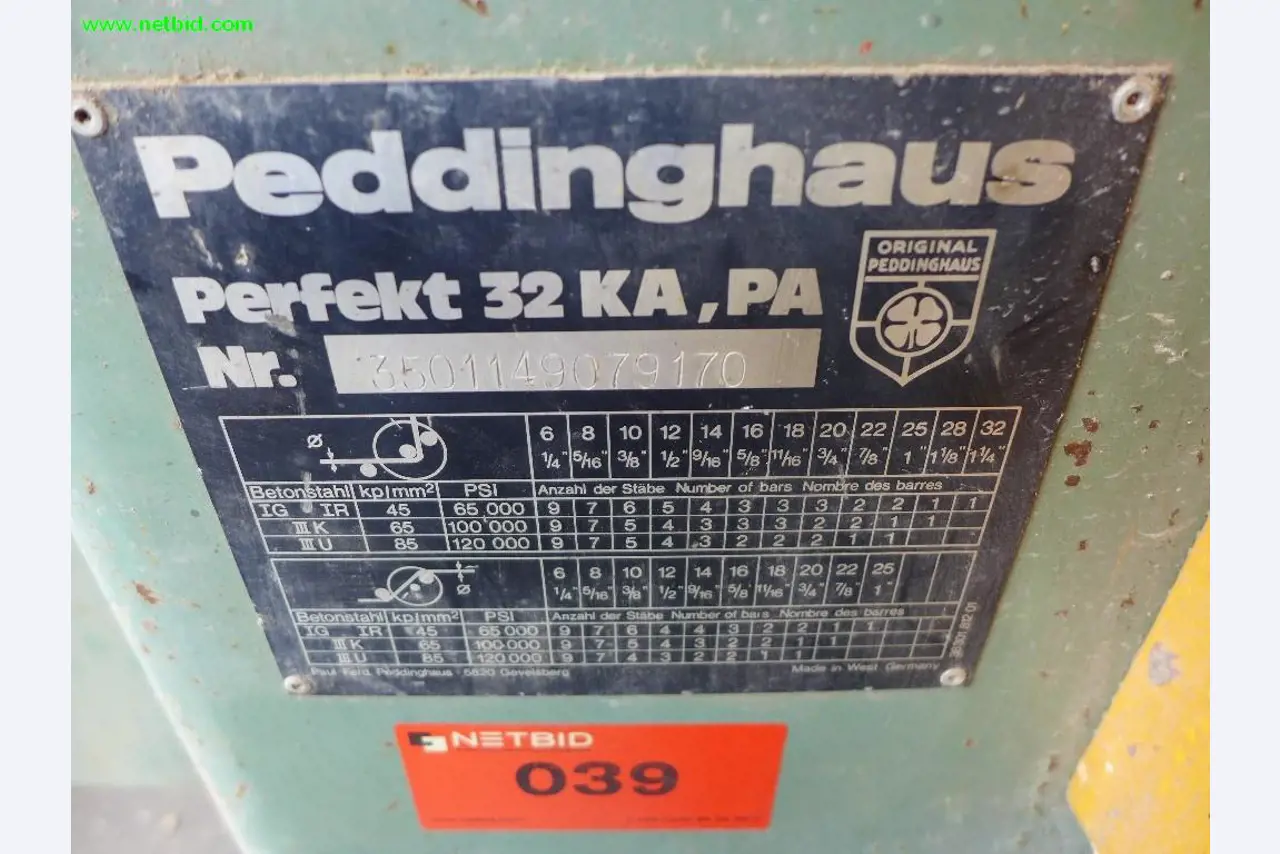 www.netbid.com
Peddinghaus
ORIGINAL
PEDDINGHAUS
Perfekt 32 KA, PA
Nr. 3501149079170
ø 6 8 10 12 14 16 18 20 22 25 28 32
1/4" 5/16" 3/8" 1/2" 9/16" 5/8" 11/16" 3/4" 7/8" 1" 1 1/8" 1 1/4"
Betonstahl kp/mm² PSI Anzahl der Stäbe Number of bars Nombre des barres
IG IR 45 65 000 9 7 6 5 4 3 3 3 2 2 1 1
III K 65 100 000 9 7 5 4 3 3 3 2 2 1 1
III U 85 120 000 9 7 5 4 3 2 2 2 1 1
ø 6 8 10 12 14 16 18 20 22 25
1/4" 5/16" 3/8" 1/2" 9/16" 5/8" 11/16" 3/4" 7/8" 1"
Betonstahl kp/mm² PSI Anzahl der Stäbe Number of bars Nombre des barres
IG IR 45 65 000 9 7 6 4 4 3 2 2 1 1
III K 65 100 000 9 7 5 4 3 2 2 1 1
III U 85 120 000 9 7 4 3 2 2 1 1
Paul Ferd. Peddinghaus · 5820 Gevelsberg Made in West Germany
NETBID
039